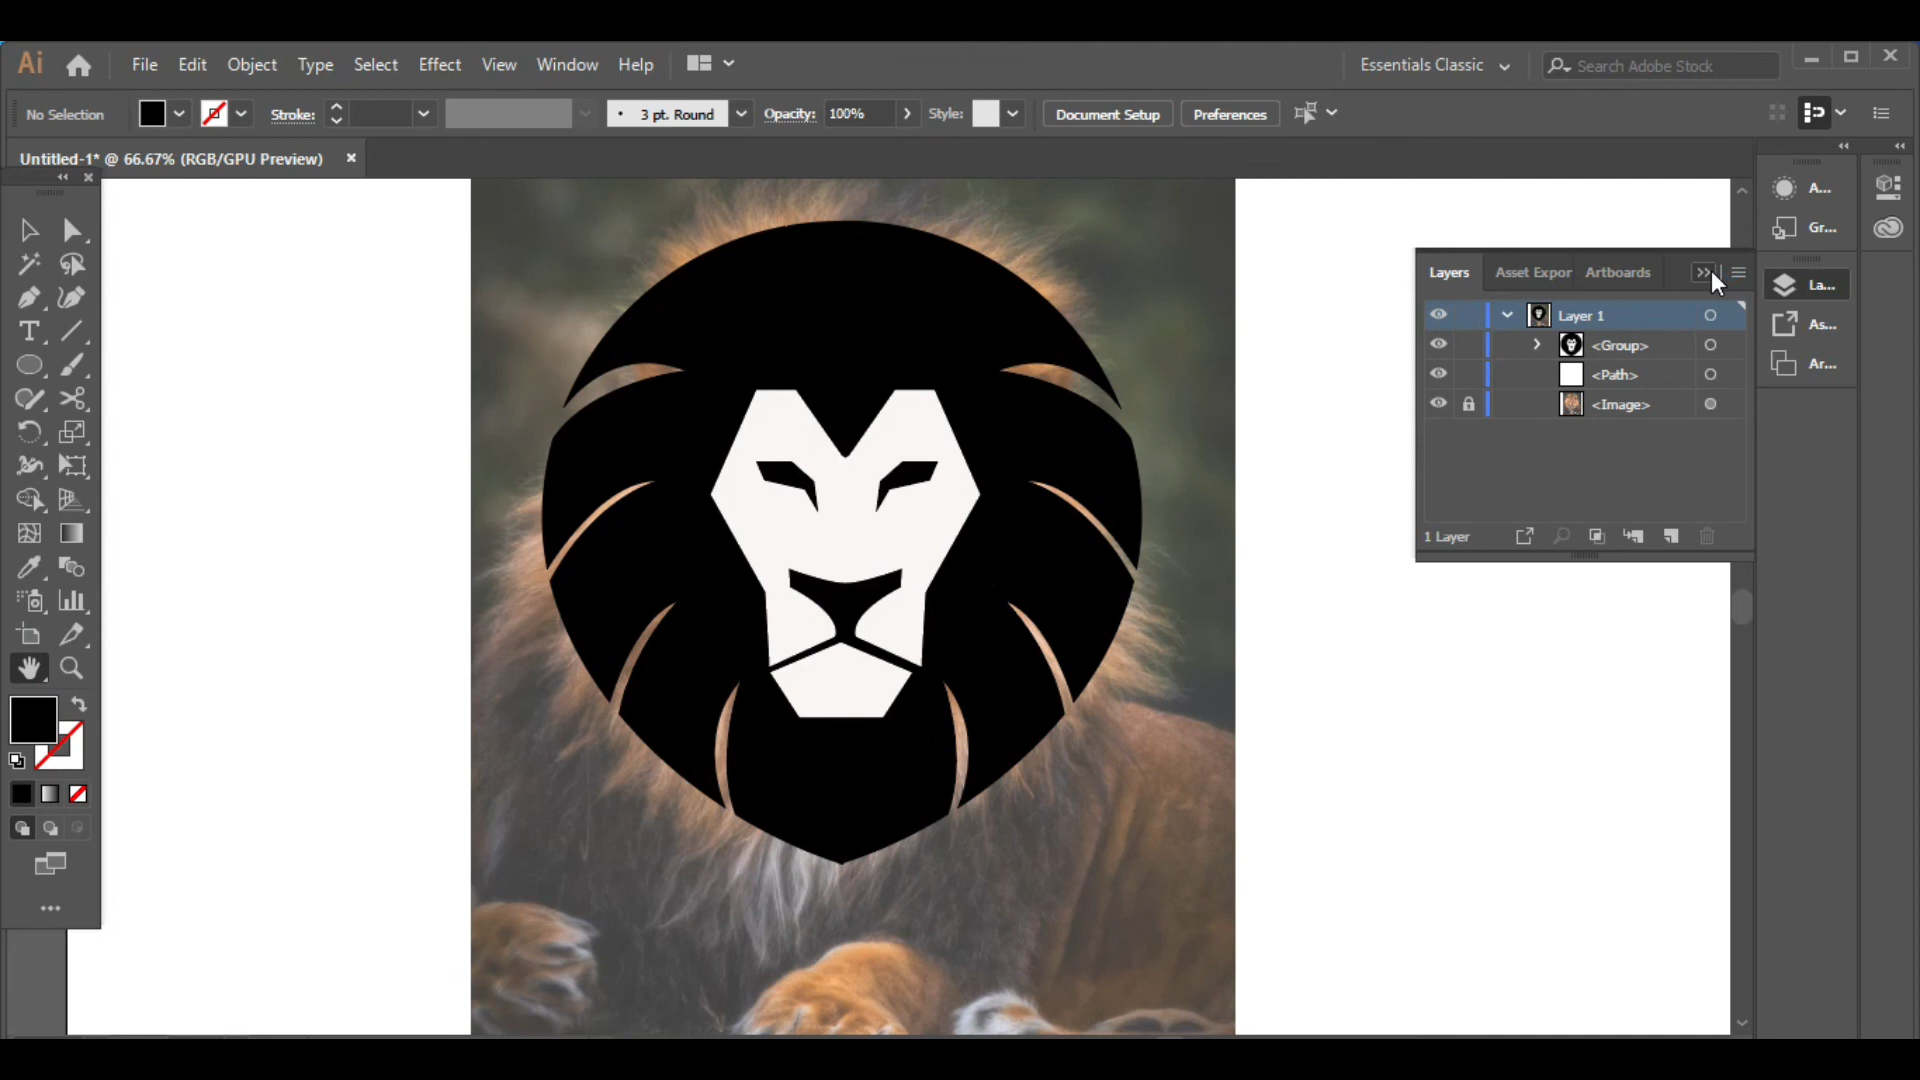 Ai File Edit Object Type Select Effect View Window Help Essentials Classic Search Adobe Stock
No Selection Stroke: 3 pt. Round Opacity: 100% Style: Document Setup Preferences
Untitled-1* @ 66.67% (RGB/GPU Preview)
A...
Gr...
Layers Asset Expor Artboards
La...
Layer 1
As...
<Group>
Ar...
<Path>
<Image>
1 Layer